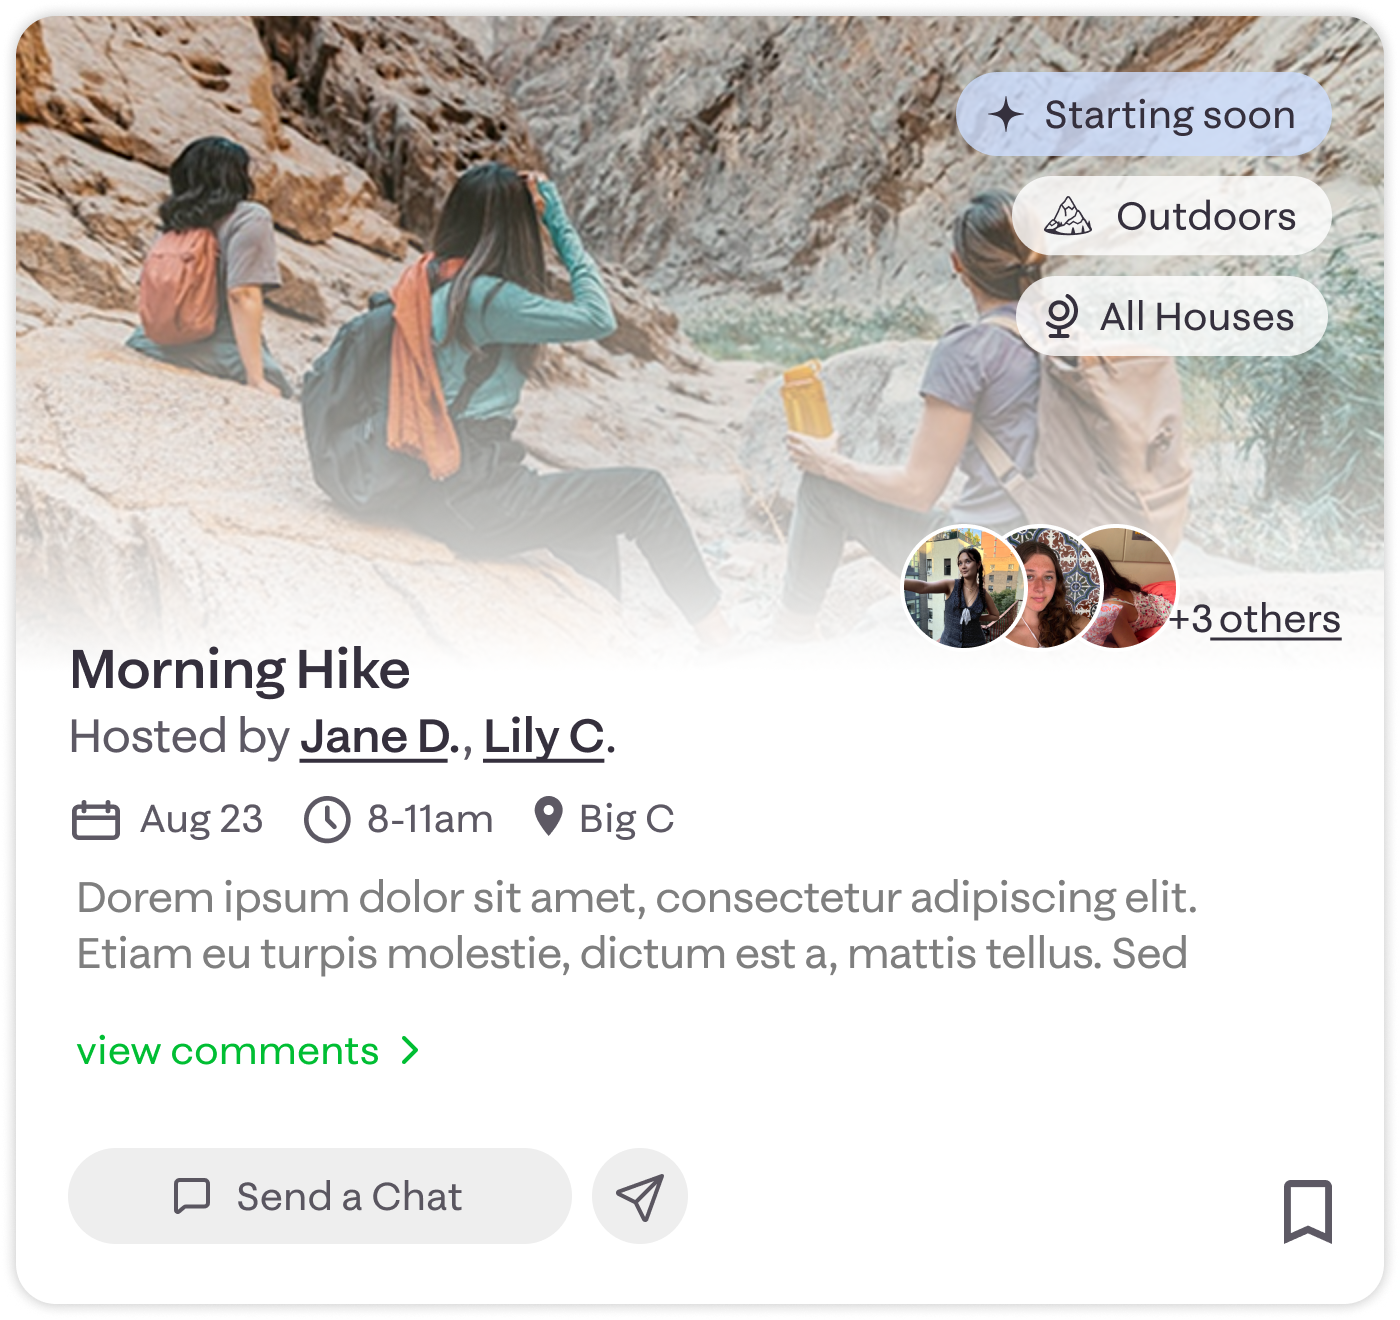 Starting soon
Outdoors
All Houses
+3 others
Morning Hike
Hosted by Jane D., Lily C.
Aug 23 8-11am Big C
Dorem ipsum dolor sit amet, consectetur adipiscing elit.
Etiam eu turpis molestie, dictum est a, mattis tellus. Sed
view comments
Send a Chat